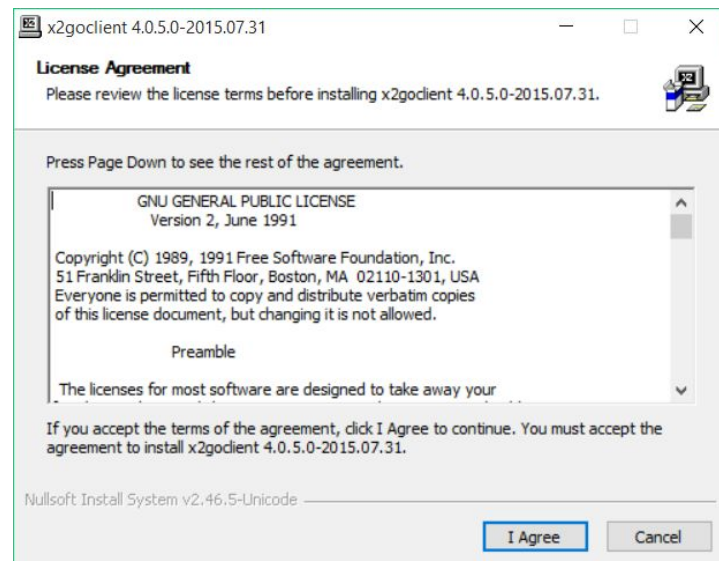 x2goclient 4.0.5.0-2015.07.31
License Agreement
Please review the license terms before installing x2goclient 4.0.5.0-2015.07.31.
Press Page Down to see the rest of the agreement.
GNU GENERAL PUBLIC LICENSE
Version 2, June 1991
Copyright (C) 1989, 1991 Free Software Foundation, Inc.
51 Franklin Street, Fifth Floor, Boston, MA 02110-1301, USA
Everyone is permitted to copy and distribute verbatim copies
of this license document, but changing it is not allowed.
Preamble
The licenses for most software are designed to take away your
If you accept the terms of the agreement, click I Agree to continue. You must accept the
agreement to install x2goclient 4.0.5.0-2015.07.31.
Nullsoft Install System v2.46.5-Unicode
I Agree
Cancel